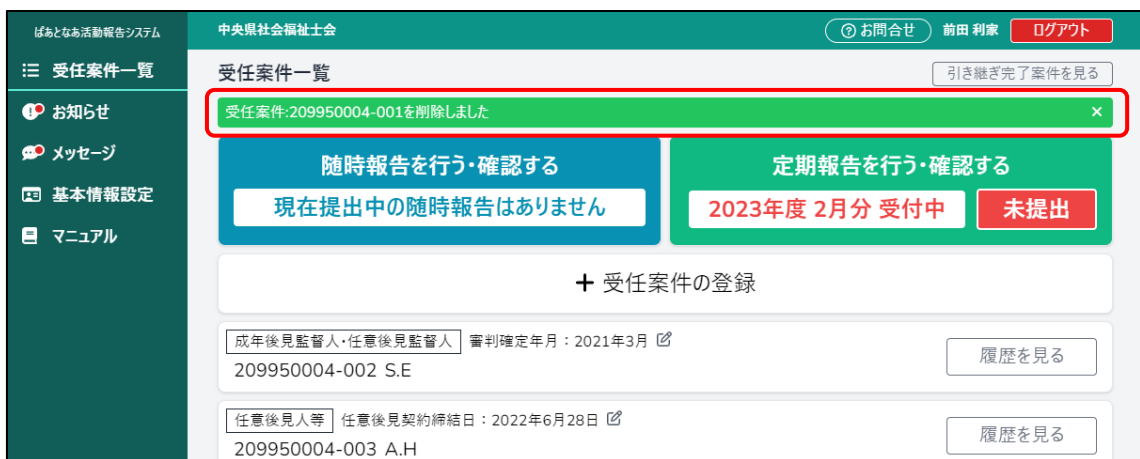 ぱあとなあ活動報告システム
中央県社会福祉士会
お問合せ
前田 利家
ログアウト
受任案件一覧
お知らせ
メッセージ
基本情報設定
マニュアル
受任案件一覧
引き継ぎ完了案件を見る
受任案件:209950004-001を削除しました
×
随時報告を行う・確認する
現在提出中の随時報告はありません
定期報告を行う・確認する
2023年度 2月分 受付中
未提出
+ 受任案件の登録
成年後見監督人・任意後見監督人 審判確定年月：2021年3月
209950004-002 S.E
履歴を見る
任意後見人等 任意後見契約締結日：2022年6月28日
209950004-003 A.H
履歴を見る